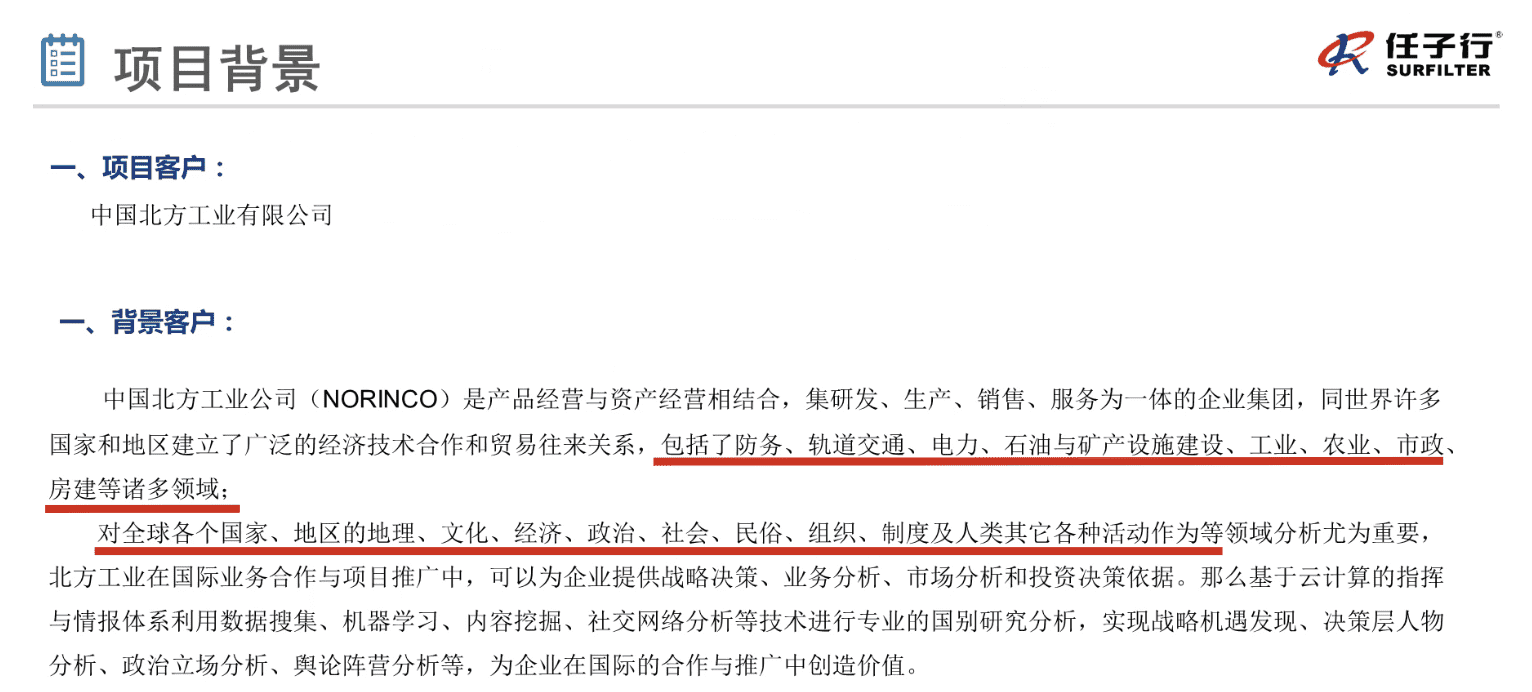 项目背景
任子行®
SURFILTER
一、项目客户：
中国北方工业有限公司
一、背景客户：
中国北方工业公司（NORINCO）是产品经营与资产经营相结合，集研发、生产、销售、服务为一体的企业集团，同世界许多
国家和地区建立了广泛的经济技术合作和贸易往来关系，包括了防务、轨道交通、电力、石油与矿产设施建设、工业、农业、市政、
房建等诸多领域；
对全球各个国家、地区的地理、文化、经济、政治、社会、民俗、组织、制度及人类其它各种活动作为等领域分析尤为重要，
北方工业在国际业务合作与项目推广中，可以为企业提供战略决策、业务分析、市场分析和投资决策依据。那么基于云计算的指挥
与情报体系利用数据搜集、机器学习、内容挖掘、社交网络分析等技术进行专业的国别研究分析，实现战略机遇发现、决策层人物
分析、政治立场分析、舆论阵营分析等，为企业在国际的合作与推广中创造价值。